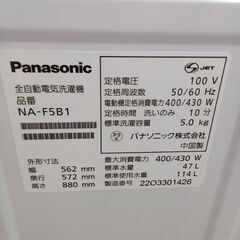 Panasonic
全自動電気洗濯機
品番
NA-F5B1
外形寸法
幅 562 mm
奥行 572 mm
高さ 880 mm
JET
定格電圧 100 V
定格周波数 50/60 Hz
電動機定格消費電力 400/430 W
定格時間 洗いのみ 10 分
標準洗濯容量 5.0 kg
PSE
パナソニック株式会社
中国製
最大消費電力 400/430 W
標準水量 47 L
標準使用水量 114 L
製造番号 22O3301426